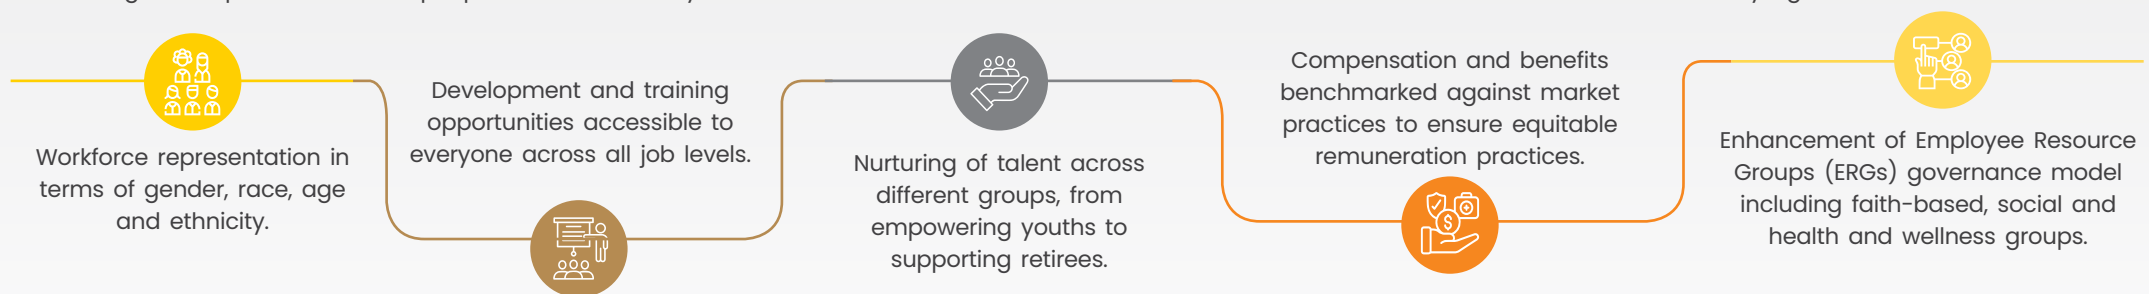 Workforce representation in
terms of gender, race, age
and ethnicity.
Development and training
opportunities accessible to
everyone across all job levels.
Nurturing of talent across
different groups, from
empowering youths to
supporting retirees.
Compensation and benefits
benchmarked against market
practices to ensure equitable
remuneration practices.
Enhancement of Employee Resource
Groups (ERGs) governance model
including faith-based, social and
health and wellness groups.